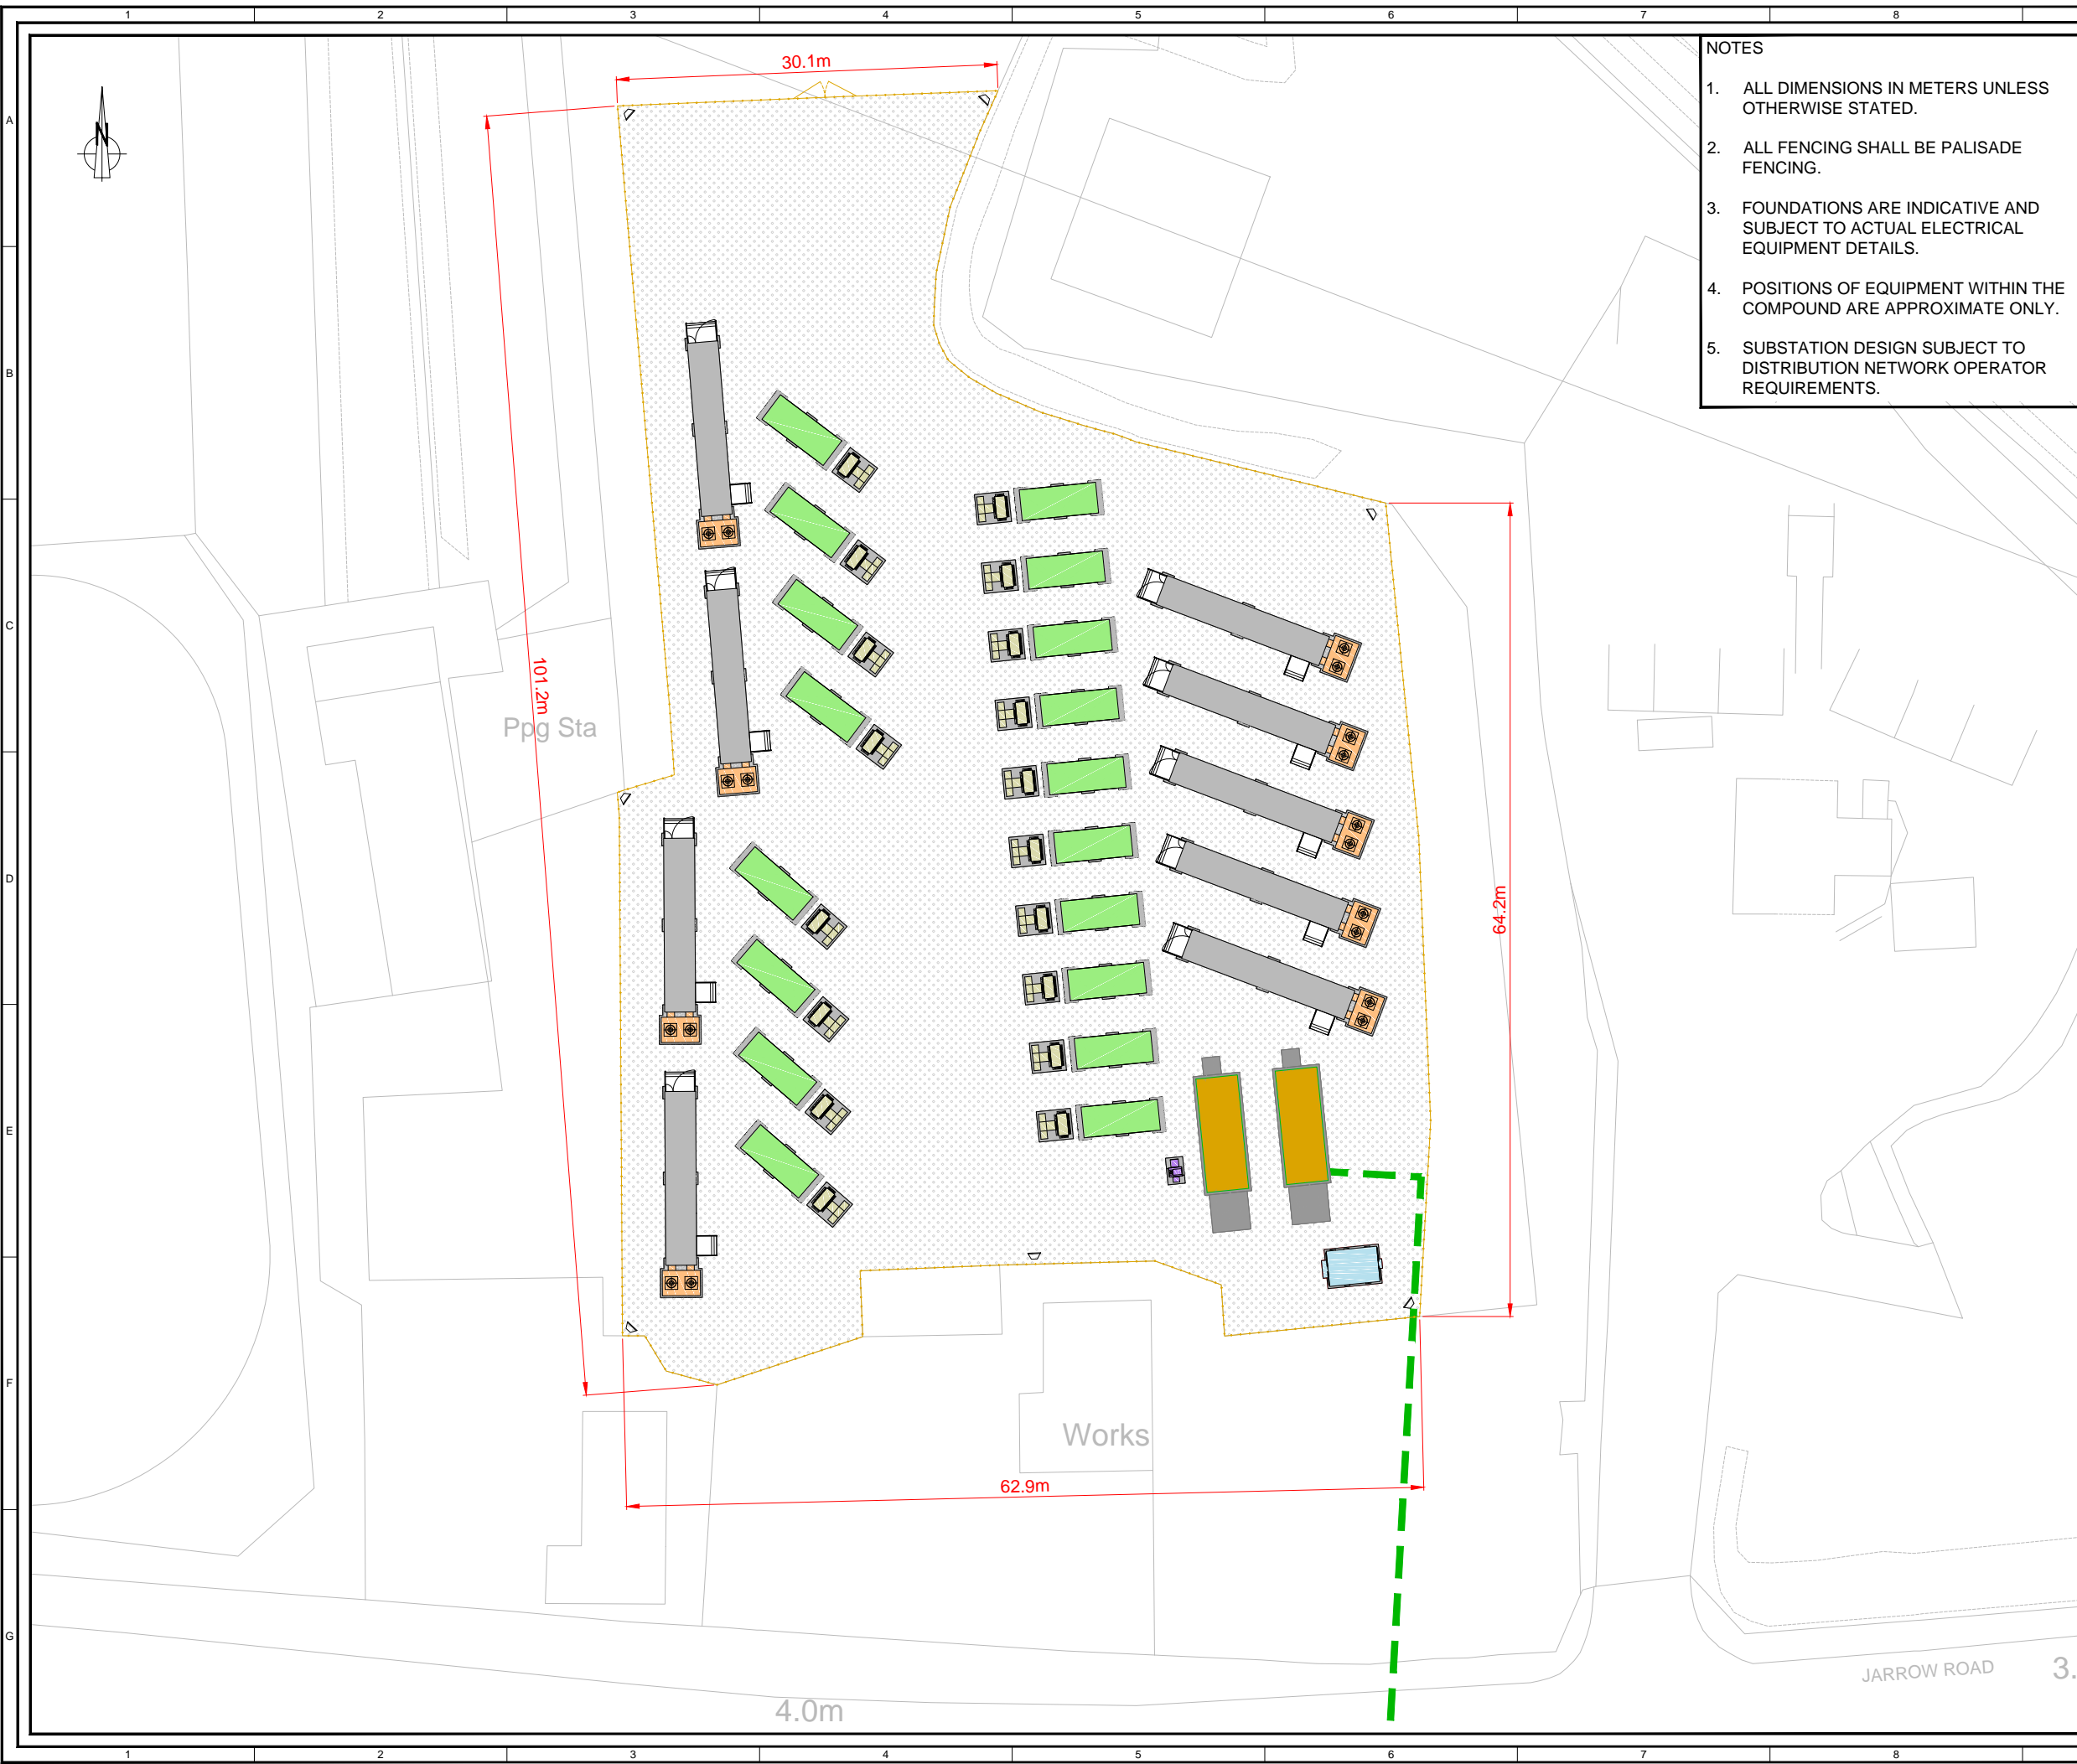 1 2 3 4 5 6 7 8
NOTES
1. ALL DIMENSIONS IN METERS UNLESS
OTHERWISE STATED.
2. ALL FENCING SHALL BE PALISADE
FENCING.
3. FOUNDATIONS ARE INDICATIVE AND
SUBJECT TO ACTUAL ELECTRICAL
EQUIPMENT DETAILS.
4. POSITIONS OF EQUIPMENT WITHIN THE
COMPOUND ARE APPROXIMATE ONLY.
5. SUBSTATION DESIGN SUBJECT TO
DISTRIBUTION NETWORK OPERATOR
REQUIREMENTS.
30.1m
A
N
B
C
101.2m
Ppg Sta
D
64.2m
E
F
Works
62.9m
G
JARROW ROAD
3.
4.0m
1 2 3 4 5 6 7 8